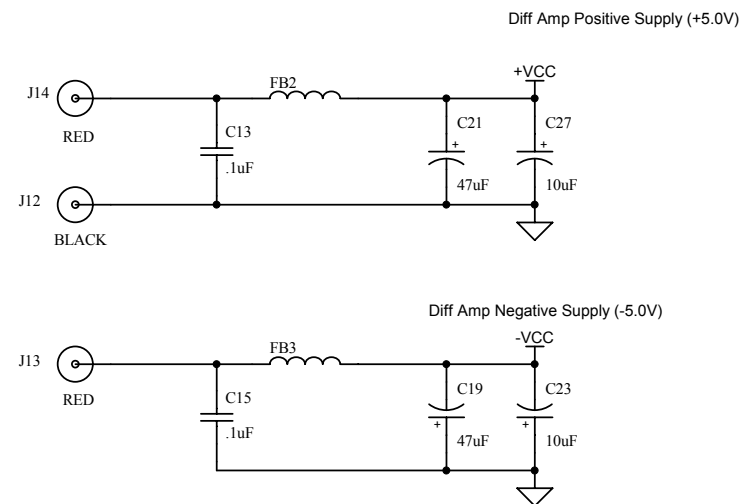 Diff Amp Positive Supply (+5.0V)
+VCC
J14
FB2
RED
C13
.1uF
C21
+
47uF
C27
+
10uF
J12
BLACK
Diff Amp Negative Supply (-5.0V)
-VCC
J13
FB3
RED
C15
.1uF
C19
+
47uF
C23
+
10uF